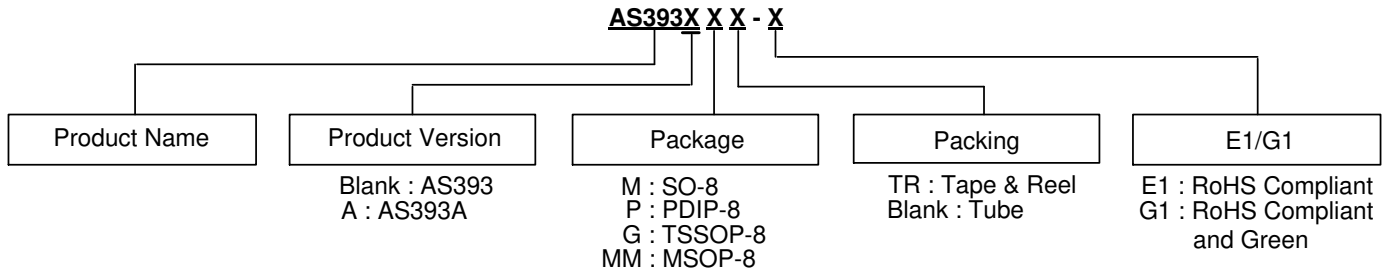 AS393X X X - X
Product Name
Product Version
Package
Packing
E1/G1
Blank : AS393
A : AS393A
M : SO-8
P : PDIP-8
G : TSSOP-8
MM : MSOP-8
TR : Tape & Reel
Blank : Tube
E1 : RoHS Compliant
G1 : RoHS Compliant
and Green